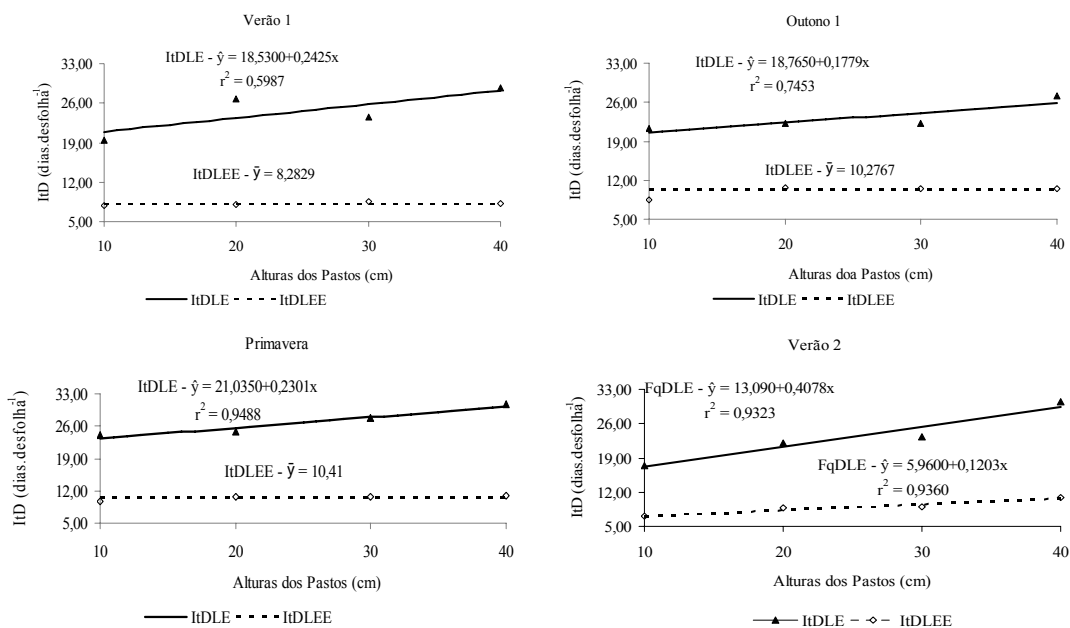 Verão 1
ItDLE - ŷ = 18,5300+0,2425x
r² = 0,5987
ItDLEE - ȳ = 8,2829
ItD (dias.desfolha⁻¹)
33,00
26,00
19,00
12,00
5,00
10 20 30 40
Alturas dos Pastos (cm)
ItDLE ItDLEE
Outono 1
ItDLE - ŷ = 18,7650+0,1779x
r² = 0,7453
ItDLEE - ȳ = 10,2767
ItD (dias.desfolha⁻¹)
33,00
26,00
19,00
12,00
5,00
10 20 30 40
Alturas doa Pastos (cm)
ItDLE ItDLEE
Primavera
ItDLE - ŷ = 21,0350+0,2301x
r² = 0,9488
ItDLEE - ȳ = 10,41
ItD (dias.desfolha⁻¹)
33,00
26,00
19,00
12,00
5,00
10 20 30 40
Alturas dos Pastos (cm)
ItDLE ItDLEE
Verão 2
FqDLE - ŷ = 13,090+0,4078x
r² = 0,9323
FqDLE - ŷ = 5,9600+0,1203x
r² = 0,9360
ItD (dias.desfolha⁻¹)
33,00
26,00
19,00
12,00
5,00
10 20 30 40
Alturas dos Pastos (cm)
ItDLE ItDLEE